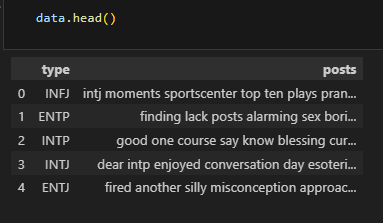 data.head()
type posts
0 INFJ intj moments sportscenter top ten plays pran...
1 ENTP finding lack posts alarming sex bori...
2 INTP good one course say know blessing cur...
3 INTJ dear intp enjoyed conversation day esoteri...
4 ENTJ fired another silly misconception approac...